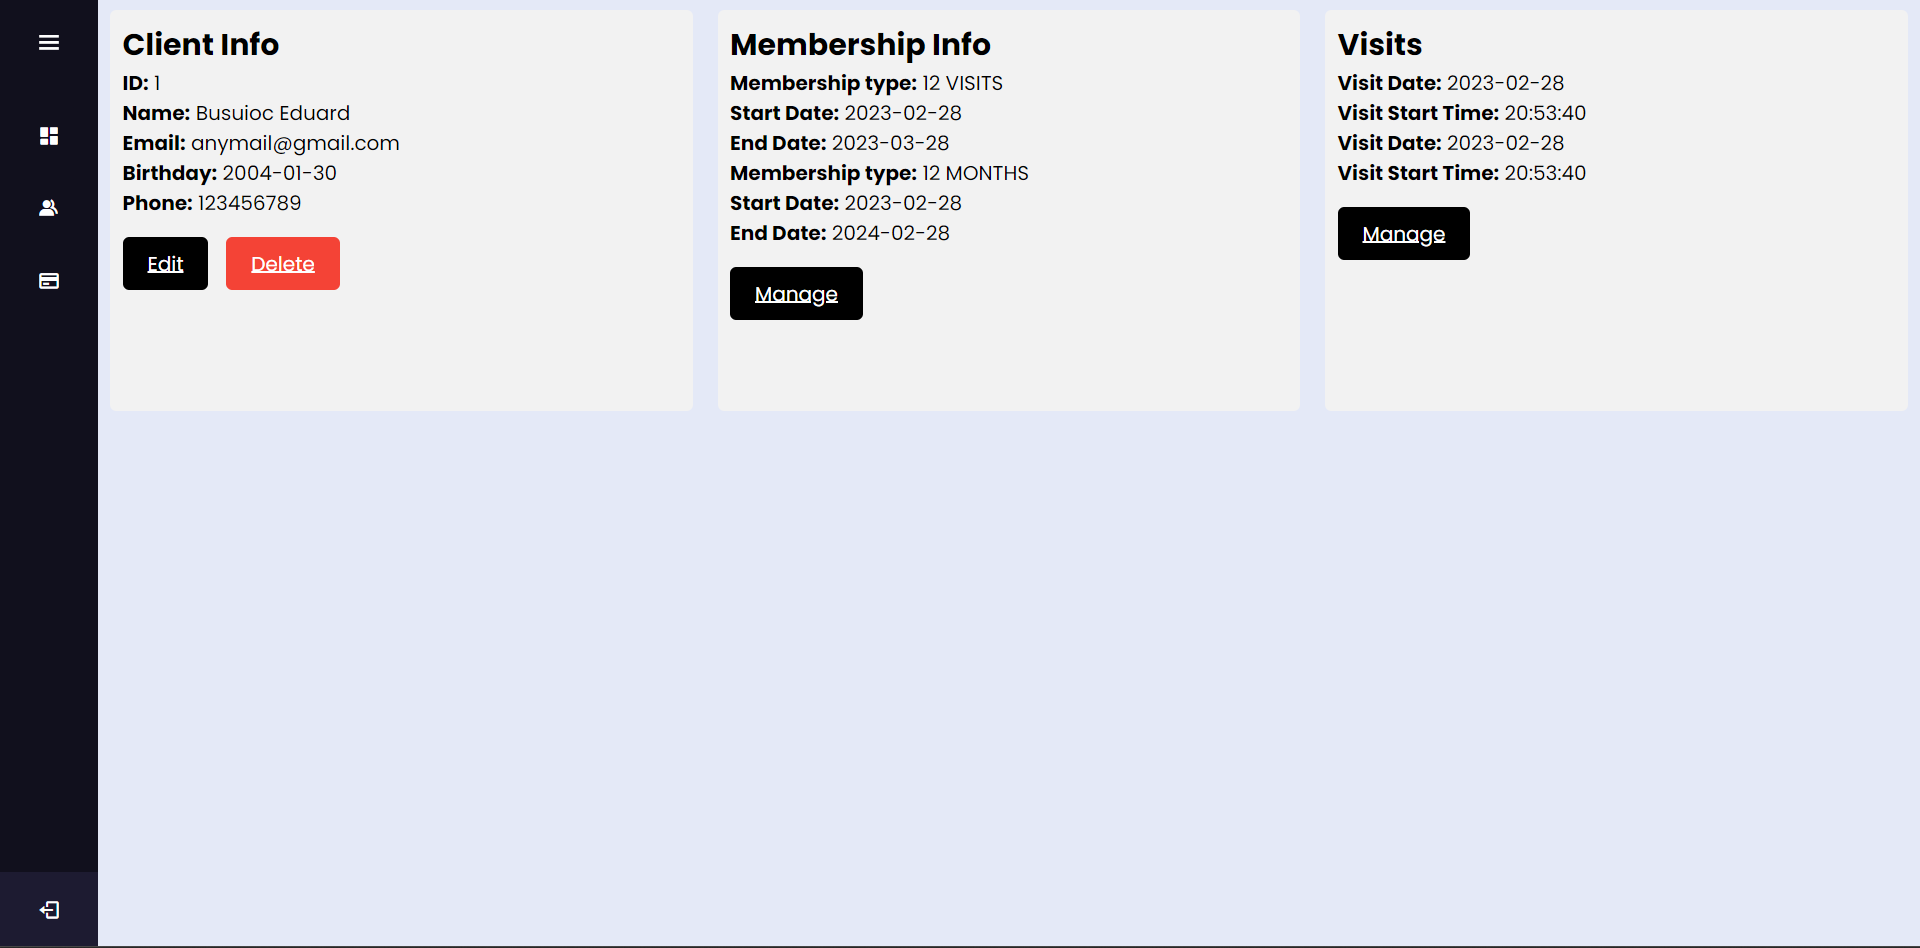 Client Info
ID: 1
Name: Busuioc Eduard
Email: anymail@gmail.com
Birthday: 2004-01-30
Phone: 123456789
Edit
Delete
Membership Info
Membership type: 12 VISITS
Start Date: 2023-02-28
End Date: 2023-03-28
Membership type: 12 MONTHS
Start Date: 2023-02-28
End Date: 2024-02-28
Manage
Visits
Visit Date: 2023-02-28
Visit Start Time: 20:53:40
Visit Date: 2023-02-28
Visit Start Time: 20:53:40
Manage